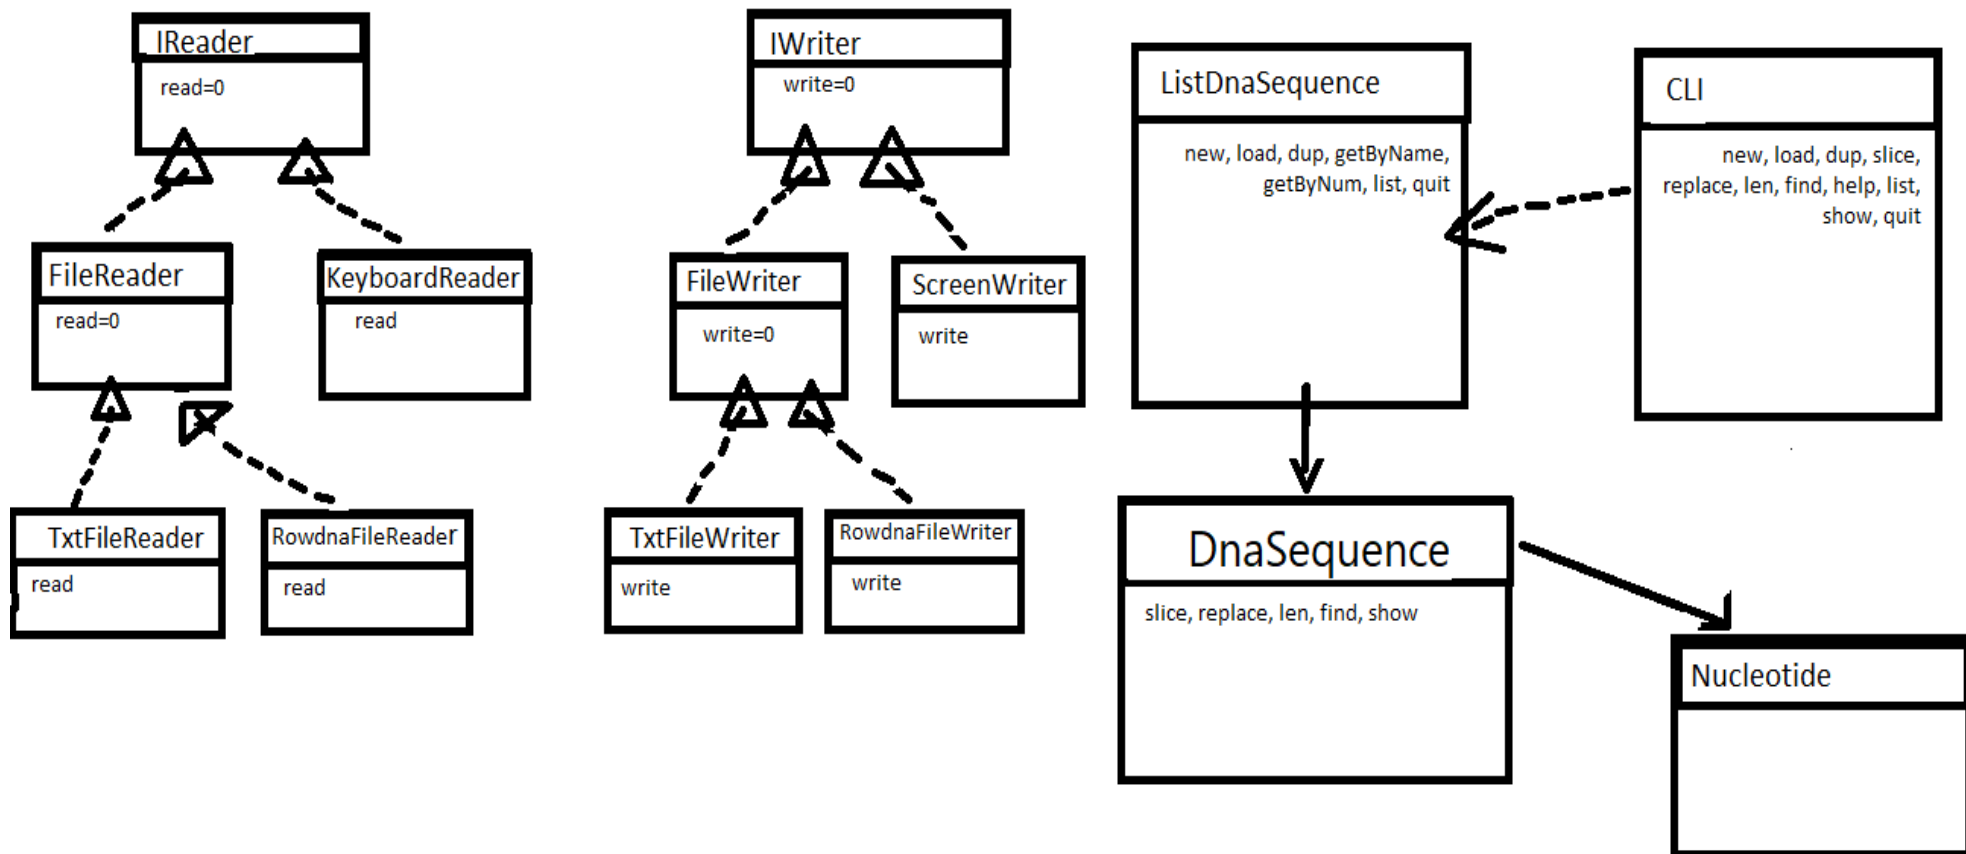 IReader
read=0
FileReader
read=0
KeyboardReader
read
TxtFileReader
read
RowdnaFileReader
read
IWriter
write=0
FileWriter
write=0
ScreenWriter
write
TxtFileWriter
write
RowdnaFileWriter
write
ListDnaSequence
new, load, dup, getByName,
getByNum, list, quit
CLI
new, load, dup, slice,
replace, len, find, help, list,
show, quit
DnaSequence
slice, replace, len, find, show
Nucleotide